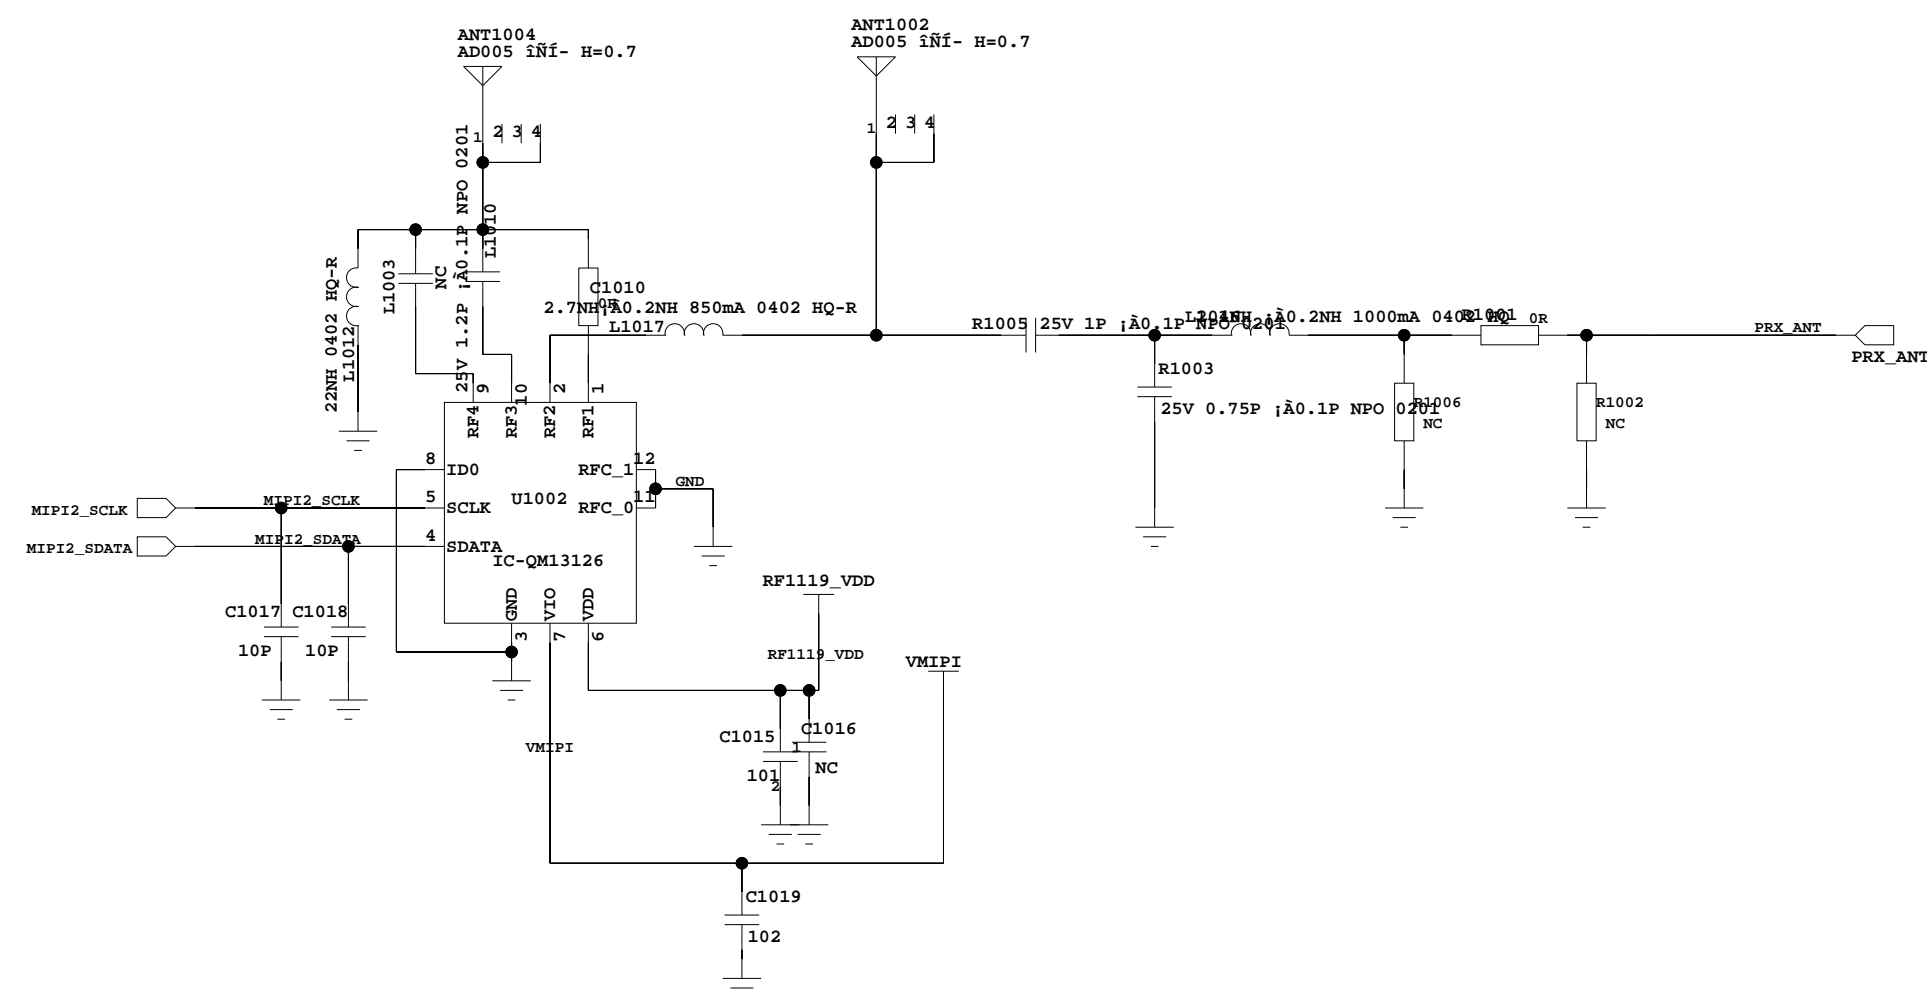 ANT1004
AD005 îÑÍ- H=0.7
ANT1002
AD005 îÑÍ- H=0.7
1 2 3 4
1 2 3 4
25V 1.2P ¡À0.1P NPO 0201
L1010
22NH 0402 HQ-R
L1012
L1003
NC
C1010
0R
2.7NH¡À0.2NH 850mA 0402 HQ-R
L1017
R1005
25V 1P ¡À0.1P NPO 0201
¡À0.2NH 1000mA 0402 HQ
R1001
0R
PRX_ANT
PRX_ANT
R1003
25V 0.75P ¡À0.1P NPO 0201
R1006
NC
R1002
NC
9
10
2
1
RF4
RF3
RF2
RF1
8
ID0
RFC_1
12
GND
MIPI2_SCLK
MIPI2_SCLK
5
SCLK
U1002
RFC_0
11
MIPI2_SDATA
MIPI2_SDATA
4
SDATA
IC-QM13126
GND
VIO
VDD
3
7
6
C1017
10P
C1018
10P
RF1119_VDD
RF1119_VDD
VMIPI
VMIPI
C1015
1
101
2
C1016
NC
C1019
102